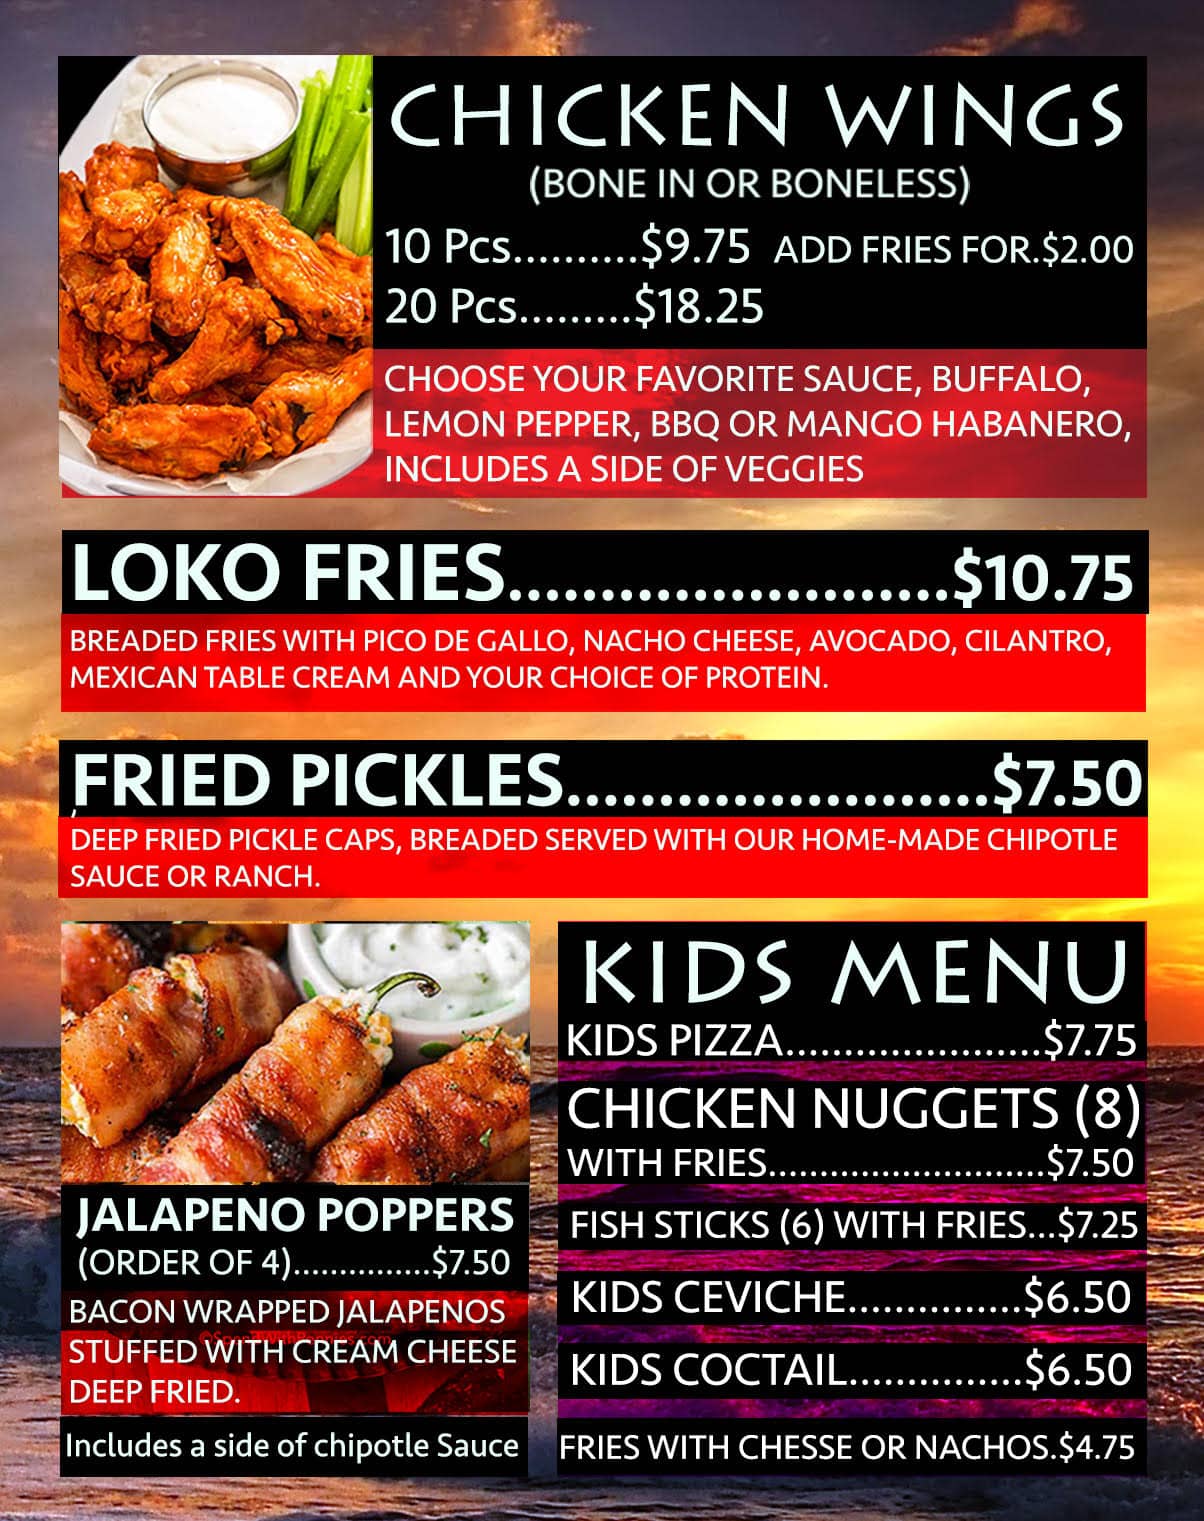 CHICKEN WINGS
(BONE IN OR BONELESS)
10 Pcs..........$9.75 ADD FRIES FOR.$2.00
20 Pcs.........$18.25
CHOOSE YOUR FAVORITE SAUCE, BUFFALO,
LEMON PEPPER, BBQ OR MANGO HABANERO,
INCLUDES A SIDE OF VEGGIES
LOKO FRIES........................$10.75
BREADED FRIES WITH PICO DE GALLO, NACHO CHEESE, AVOCADO, CILANTRO,
MEXICAN TABLE CREAM AND YOUR CHOICE OF PROTEIN.
FRIED PICKLES.......................$7.50
DEEP FRIED PICKLE CAPS, BREADED SERVED WITH OUR HOME-MADE CHIPOTLE
SAUCE OR RANCH.
JALAPENO POPPERS
(ORDER OF 4)...............$7.50
BACON WRAPPED JALAPENOS
STUFFED WITH CREAM CHEESE
DEEP FRIED.
Includes a side of chipotle Sauce
KIDS MENU
KIDS PIZZA......................$7.75
CHICKEN NUGGETS (8)
WITH FRIES...........................$7.50
FISH STICKS (6) WITH FRIES...$7.25
KIDS CEVICHE...............$6.50
KIDS COCTAIL...............$6.50
FRIES WITH CHESSE OR NACHOS.$4.75